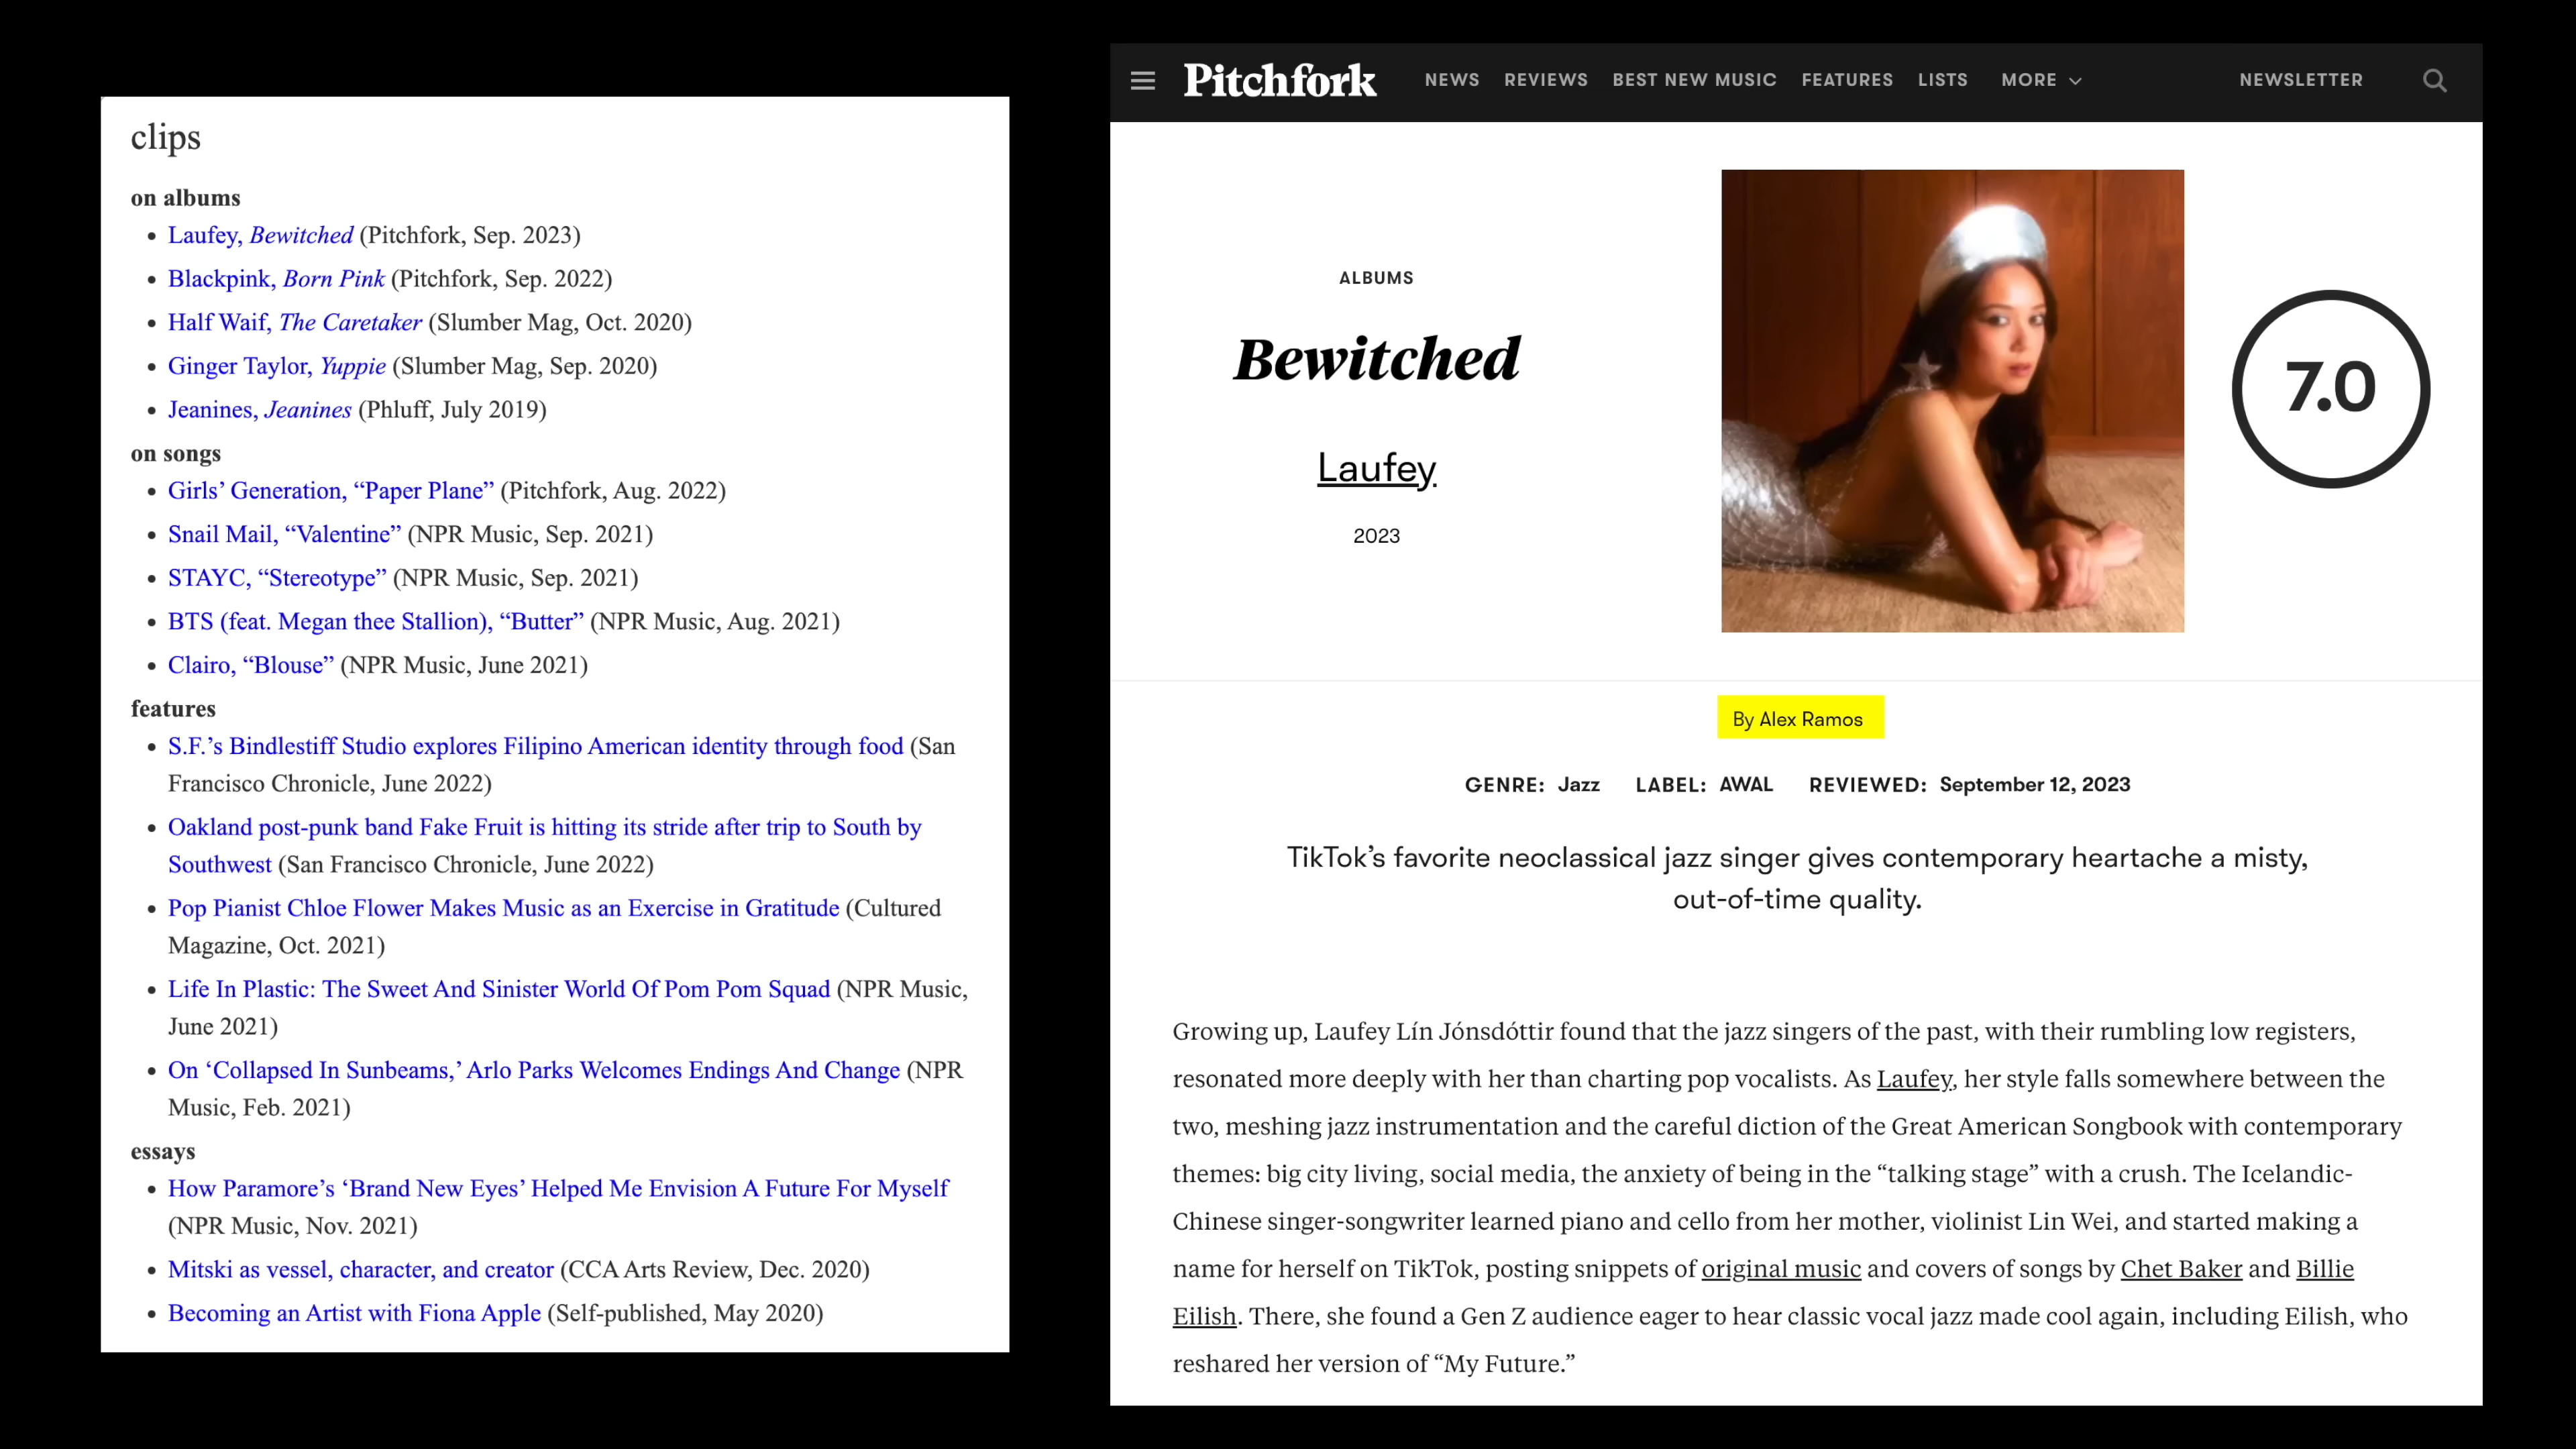 clips
on albums
• Laufey, Bewitched (Pitchfork, Sep. 2023)
• Blackpink, Born Pink (Pitchfork, Sep. 2022)
• Half Waif, The Caretaker (Slumber Mag, Oct. 2020)
• Ginger Taylor, Yuppie (Slumber Mag, Sep. 2020)
• Jeanines, Jeanines (Phluff, July 2019)
on songs
• Girls’ Generation, “Paper Plane” (Pitchfork, Aug. 2022)
• Snail Mail, “Valentine” (NPR Music, Sep. 2021)
• STAYC, “Stereotype” (NPR Music, Sep. 2021)
• BTS (feat. Megan thee Stallion), “Butter” (NPR Music, Aug. 2021)
• Clairo, “Blouse” (NPR Music, June 2021)
features
• S.F.’s Bindlestiff Studio explores Filipino American identity through food (San
Francisco Chronicle, June 2022)
• Oakland post-punk band Fake Fruit is hitting its stride after trip to South by
Southwest (San Francisco Chronicle, June 2022)
• Pop Pianist Chloe Flower Makes Music as an Exercise in Gratitude (Cultured
Magazine, Oct. 2021)
• Life In Plastic: The Sweet And Sinister World Of Pom Pom Squad (NPR Music,
June 2021)
• On ‘Collapsed In Sunbeams,’ Arlo Parks Welcomes Endings And Change (NPR
Music, Feb. 2021)
essays
• How Paramore’s ‘Brand New Eyes’ Helped Me Envision A Future For Myself
(NPR Music, Nov. 2021)
• Mitski as vessel, character, and creator (CCA Arts Review, Dec. 2020)
• Becoming an Artist with Fiona Apple (Self-published, May 2020)
Pitchfork NEWS REVIEWS BEST NEW MUSIC FEATURES LISTS MORE NEWSLETTER
ALBUMS
Bewitched
Laufey
2023
7.0
By Alex Ramos
GENRE: Jazz LABEL: AWAL REVIEWED: September 12, 2023
TikTok’s favorite neoclassical jazz singer gives contemporary heartache a misty,
out-of-time quality.
Growing up, Laufey Lín Jónsdóttir found that the jazz singers of the past, with their rumbling low registers,
resonated more deeply with her than charting pop vocalists. As Laufey, her style falls somewhere between the
two, meshing jazz instrumentation and the careful diction of the Great American Songbook with contemporary
themes: big city living, social media, the anxiety of being in the “talking stage” with a crush. The Icelandic-
Chinese singer-songwriter learned piano and cello from her mother, violinist Lin Wei, and started making a
name for herself on TikTok, posting snippets of original music and covers of songs by Chet Baker and Billie
Eilish. There, she found a Gen Z audience eager to hear classic vocal jazz made cool again, including Eilish, who
reshared her version of “My Future.”